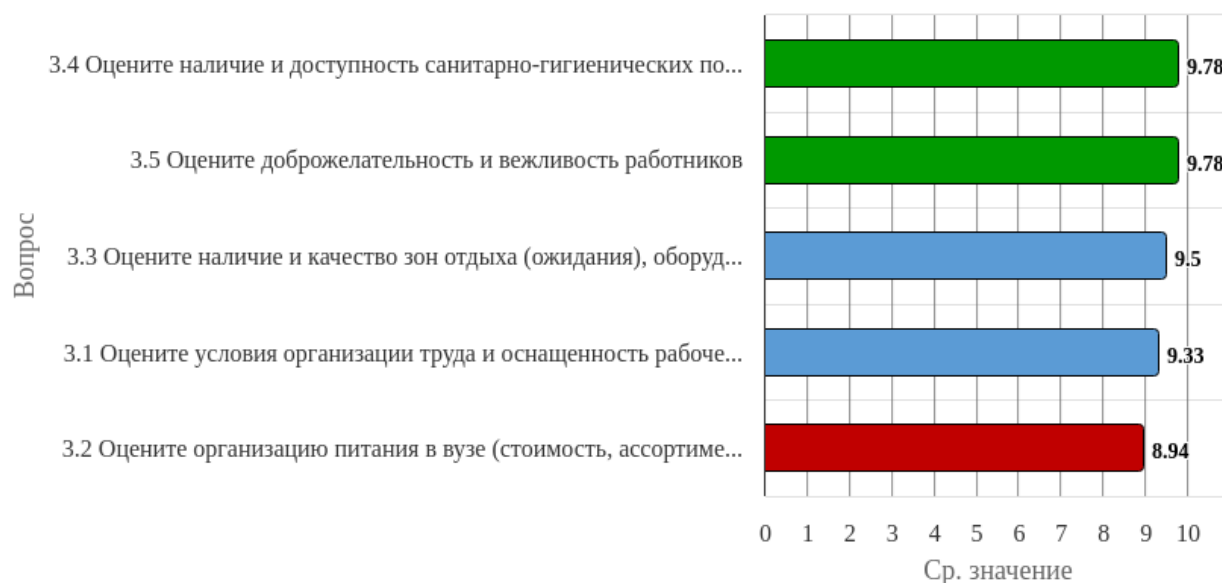 3.4 Оцените наличие и доступность санитарно-гигиенических по...
9.78
3.5 Оцените доброжелательность и вежливость работников
9.78
Вопрос
3.3 Оцените наличие и качество зон отдыха (ожидания), оборуд...
9.5
3.1 Оцените условия организации труда и оснащенность рабоче...
9.33
3.2 Оцените организацию питания в вузе (стоимость, ассортиме...
8.94
0 1 2 3 4 5 6 7 8 9 10
Ср. значение